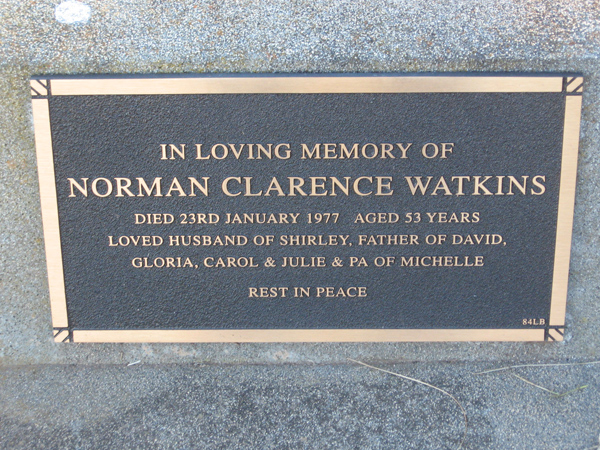 IN LOVING MEMORY OF
NORMAN CLARENCE WATKINS
DIED 23RD JANUARY 1977 AGED 53 YEARS
LOVED HUSBAND OF SHIRLEY, FATHER OF DAVID,
GLORIA, CAROL & JULIE & PA OF MICHELLE
REST IN PEACE
84LB